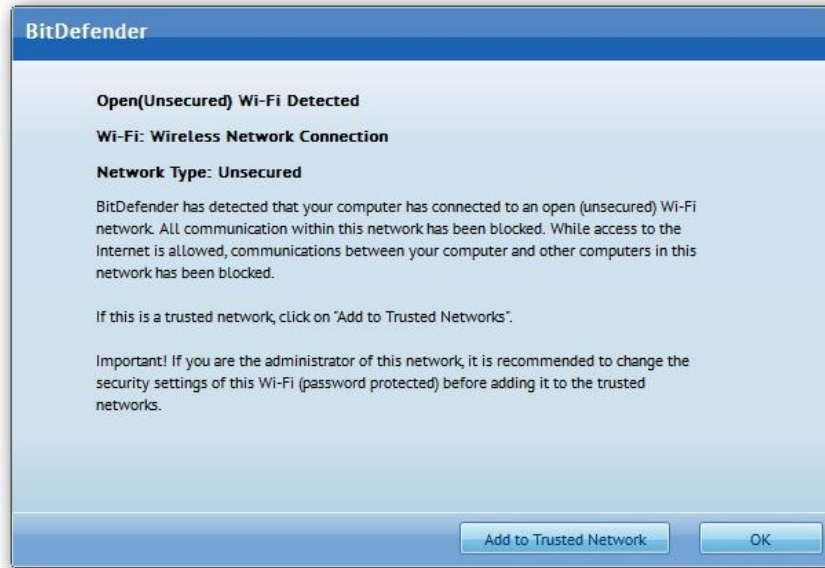 BitDefender
Open(Unsecured) Wi-Fi Detected
Wi-Fi: Wireless Network Connection
Network Type: Unsecured
BitDefender has detected that your computer has connected to an open (unsecured) Wi-Fi
network. All communication within this network has been blocked. While access to the
Internet is allowed, communications between your computer and other computers in this
network has been blocked.
If this is a trusted network, click on "Add to Trusted Networks".
Important! If you are the administrator of this network, it is recommended to change the
security settings of this Wi-Fi (password protected) before adding it to the trusted
networks.
Add to Trusted Network
OK